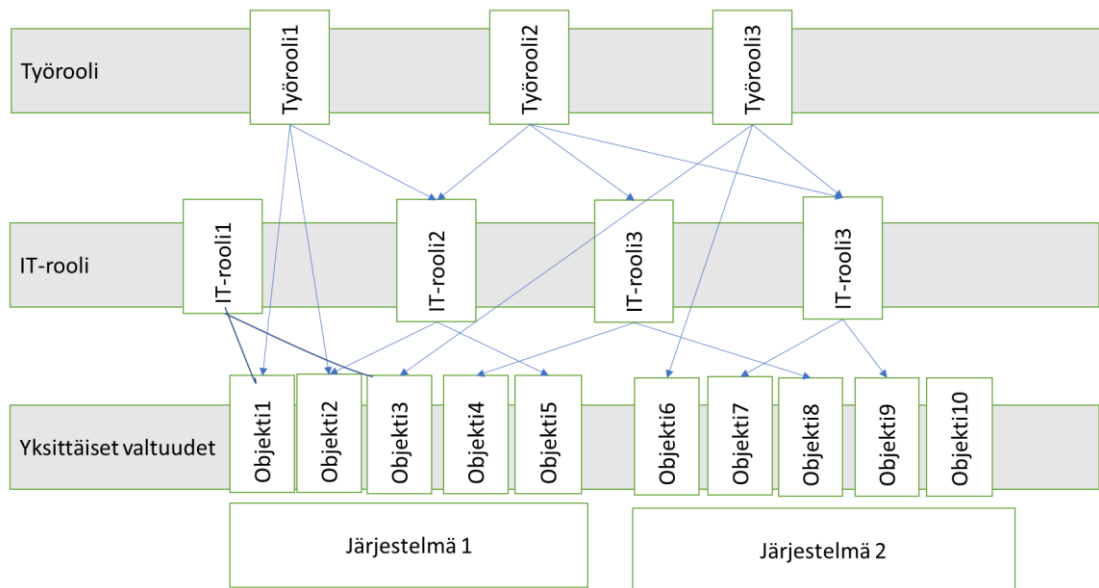 Työrooli
Työrooli1
Työrooli2
Työrooli3
IT-rooli
IT-rooli1
IT-rooli2
IT-rooli3
IT-rooli3
Yksittäiset valtuudet
Objekti1
Objekti2
Objekti3
Objekti4
Objekti5
Objekti6
Objekti7
Objekti8
Objekti9
Objekti10
Järjestelmä 1
Järjestelmä 2